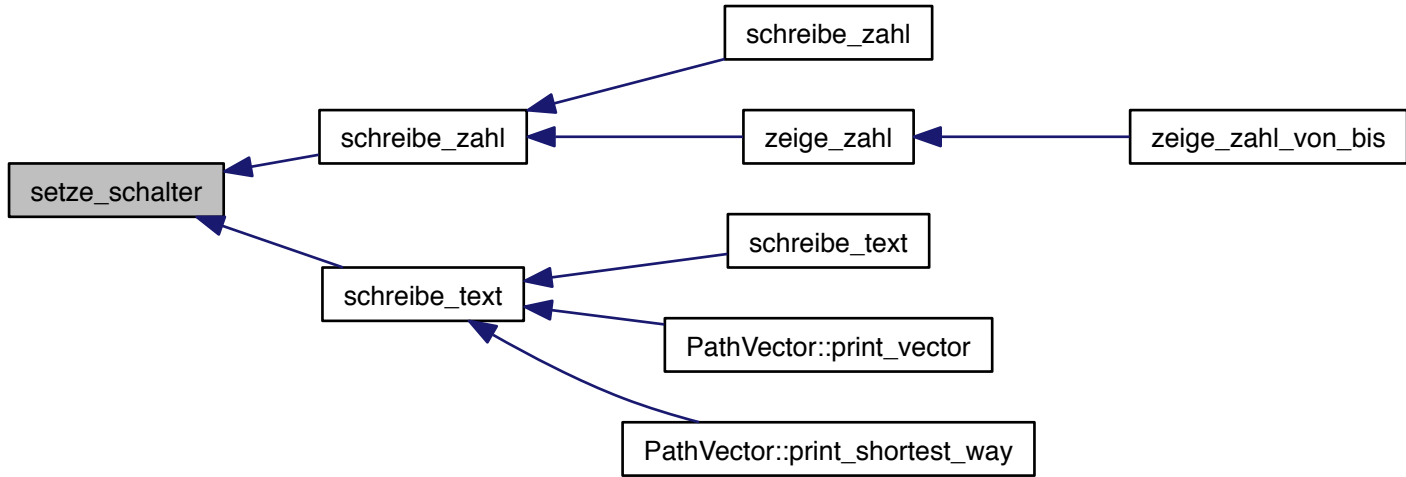 schreibe_zahl
schreibe_zahl
zeige_zahl
zeige_zahl_von_bis
setze_schalter
schreibe_text
schreibe_text
PathVector::print_vector
PathVector::print_shortest_way